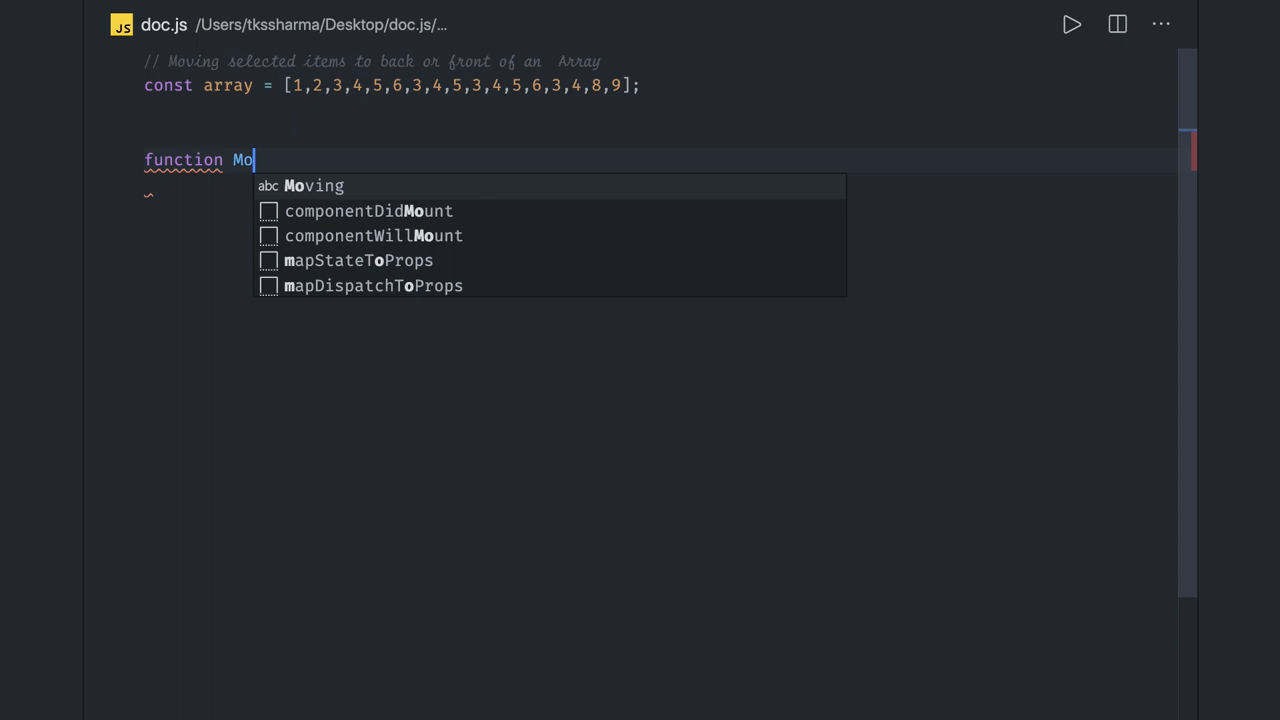 JS doc.js /Users/tkssharma/Desktop/doc.js/...
// Moving selected items to back or front of an  Array
const array = [1,2,3,4,5,6,3,4,5,3,4,5,6,3,4,8,9];
function Mo
abc Moving
componentDidMount
componentWillMount
mapStateToProps
mapDispatchToProps